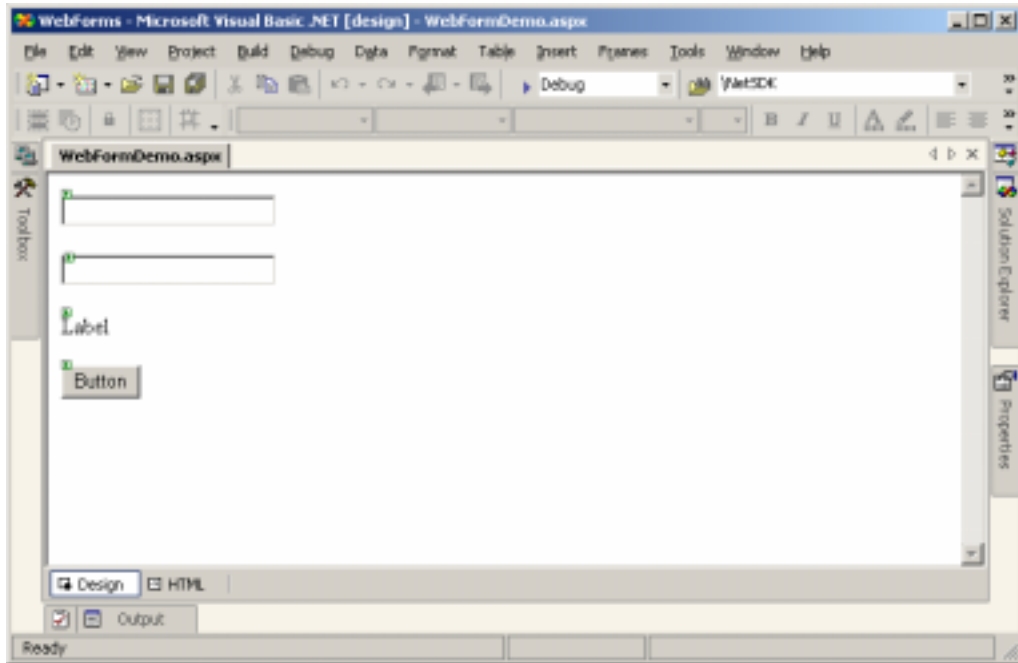 WebForms - Microsoft Visual Basic .NET [design] - WebFormDemo.aspx
File Edit View Project Build Debug Data Format Table Insert Frames Tools Window Help
Debug \NetSDK
B I U A
WebFormDemo.aspx
Toolbox
Solution Explorer
Label
Button
Properties
Design HTML
Output
Ready